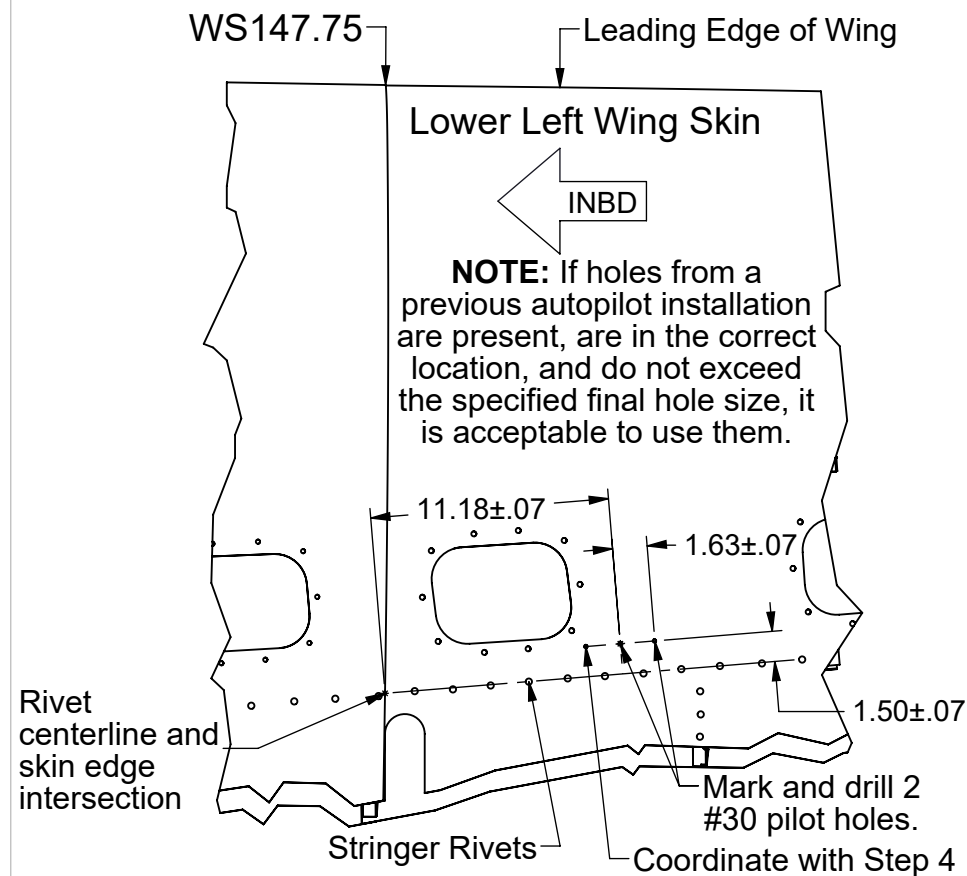 WS147.75
Leading Edge of Wing
Lower Left Wing Skin
INBD
NOTE: If holes from a
previous autopilot installation
are present, are in the correct
location, and do not exceed
the specified final hole size, it
is acceptable to use them.
11.18±.07
1.63±.07
1.50±.07
Rivet
centerline and
skin edge
intersection
Mark and drill 2
#30 pilot holes.
Stringer Rivets
Coordinate with Step 4